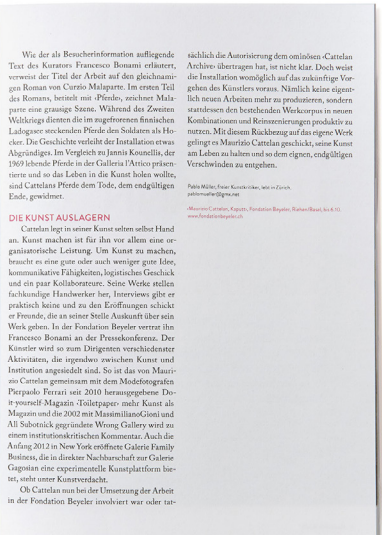 Wie der als Besucherinformation aufliegende
Text des Kurators Francesco Bonami erläutert,
verweist der Titel der Arbeit auf den gleichnami-
gen Roman von Curzio Malaparte. Im ersten Teil
des Romans, betitelt mit ‹Pferde›, zeichnet Mala-
parte eine grausige Szene. Während des Zweiten
Weltkriegs dienten die im zugefrorenen finnischen
Ladogasee steckenden Pferde den Soldaten als Ho-
cker. Die Geschichte verleiht der Installation etwas
Abgründiges. Im Vergleich zu Jannis Kounellis, der
1969 lebende Pferde in der Galleria l'Attico präsen-
tierte und so das Leben in die Kunst holen wollte,
sind Cattelans Pferde dem Tode, dem endgültigen
Ende, gewidmet.
DIE KUNST AUSLAGERN
Cattelan legt in seiner Kunst selten selbst Hand
an. Kunst machen ist für ihn vor allem eine or-
ganisatorische Leistung. Um Kunst zu machen,
braucht es eine gute oder auch weniger gute Idee,
kommunikative Fähigkeiten, logistisches Geschick
und ein paar Kollaborateure. Seine Werke stellen
fachkundige Handwerker her, Interviews gibt er
praktisch keine und zu den Eröffnungen schickt
er Freunde, die an seiner Stelle Auskunft über sein
Werk geben. In der Fondation Beyeler vertrat ihn
Francesco Bonami an der Pressekonferenz. Der
Künstler wird so zum Dirigenten verschiedenster
Aktivitäten, die irgendwo zwischen Kunst und
Institution angesiedelt sind. So ist das von Mauri-
zio Cattelan gemeinsam mit dem Modefotografen
Pierpaolo Ferrari seit 2010 herausgegebene Do-
it-yourself-Magazin ‹Toiletpaper› mehr Kunst als
Magazin und die 2002 mit MassimilianoGioni und
Ali Subotnick gegründete Wrong Gallery wird zu
einem institutionskritischen Kommentar. Auch die
Anfang 2012 in New York eröffnete Galerie Family
Business, die in direkter Nachbarschaft zur Galerie
Gagosian eine experimentelle Kunstplattform bie-
tet, steht unter Kunstverdacht.
Ob Cattelan nun bei der Umsetzung der Arbeit
in der Fondation Beyeler involviert war oder tat-
sächlich die Autorisierung dem ominösen ‹Cattelan
Archive› übertragen hat, ist nicht klar. Doch weist
die Installation womöglich auf das zukünftige Vor-
gehen des Künstlers voraus. Nämlich keine eigent-
lich neuen Arbeiten mehr zu produzieren, sondern
stattdessen den bestehenden Werkcorpus in neuen
Kombinationen und Reinszenierungen produktiv zu
nutzen. Mit diesem Rückbezug auf das eigene Werk
gelingt es Maurizio Cattelan geschickt, seine Kunst
am Leben zu halten und so dem eignen, endgültigen
Verschwinden zu entgehen.
Pablo Müller, freier Kunstkritiker, lebt in Zürich.
pablomueller@gmx.net
›Maurizio Cattelan, Kaputt‹, Fondation Beyeler, Riehen/Basel, bis 6.10.
www.fondationbeyeler.ch